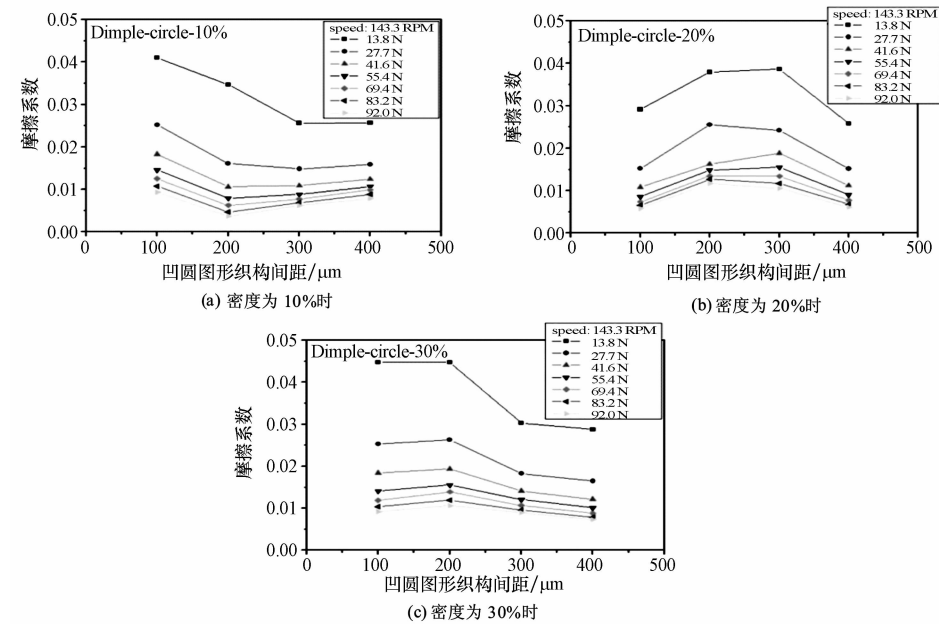 Dimple-circle-10%
speed: 143.3 RPM
13.8 N
27.7 N
41.6 N
55.4 N
69.4 N
83.2 N
92.0 N
0.05
0.04
0.03
0.02
0.01
0.00
摩擦系数
0 100 200 300 400 500
凹圆图形织构间距/μm
(a) 密度为 10%时
Dimple-circle-20%
speed: 143.3 RPM
13.8 N
27.7 N
41.6 N
55.4 N
69.4 N
83.2 N
92.0 N
0.05
0.04
0.03
0.02
0.01
0.00
摩擦系数
0 100 200 300 400 500
凹圆图形织构间距/μm
(b) 密度为 20%时
Dimple-circle-30%
speed: 143.3 RPM
13.8 N
27.7 N
41.6 N
55.4 N
69.4 N
83.2 N
92.0 N
0.05
0.04
0.03
0.02
0.01
0.00
摩擦系数
0 100 200 300 400 500
凹圆图形织构间距/μm
(c) 密度为 30%时